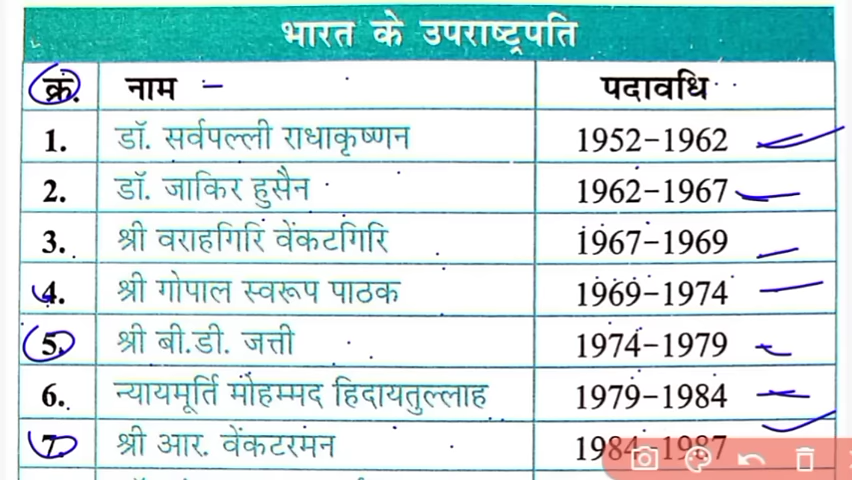 भारत के उपराष्ट्रपति
क्रं. नाम पदावधि
1. डॉ. सर्वपल्ली राधाकृष्णन 1952–1962
2. डॉ. जाकिर हुसैन 1962–1967
3. श्री वराहगिरि वेंकटगिरि 1967–1969
4. श्री गोपाल स्वरूप पाठक 1969–1974
5. श्री बी.डी. जत्ती 1974–1979
6. न्यायमूर्ति मोहम्मद हिदायतुल्लाह 1979–1984
7. श्री आर. वेंकटरमन 1984–1987